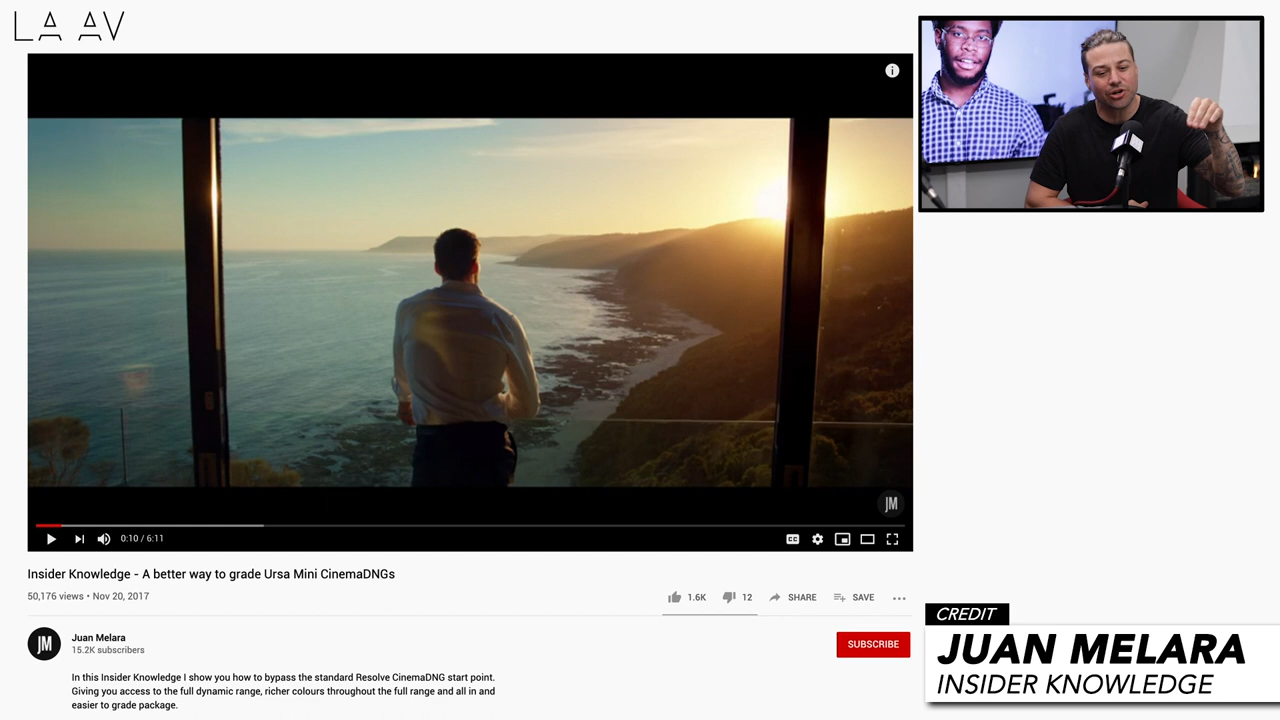 LA AV
JM
0:10 / 6:11
CC
Insider Knowledge - A better way to grade Ursa Mini CinemaDNGs
50,176 views • Nov 20, 2017
1.6K
12
SHARE
SAVE
JM
Juan Melara
15.2K subscribers
SUBSCRIBE
In this Insider Knowledge I show you how to bypass the standard Resolve CinemaDNG start point.
Giving you access to the full dynamic range, richer colours throughout the full range and all in and
easier to grade package.
CREDIT
JUAN MELARA
INSIDER KNOWLEDGE